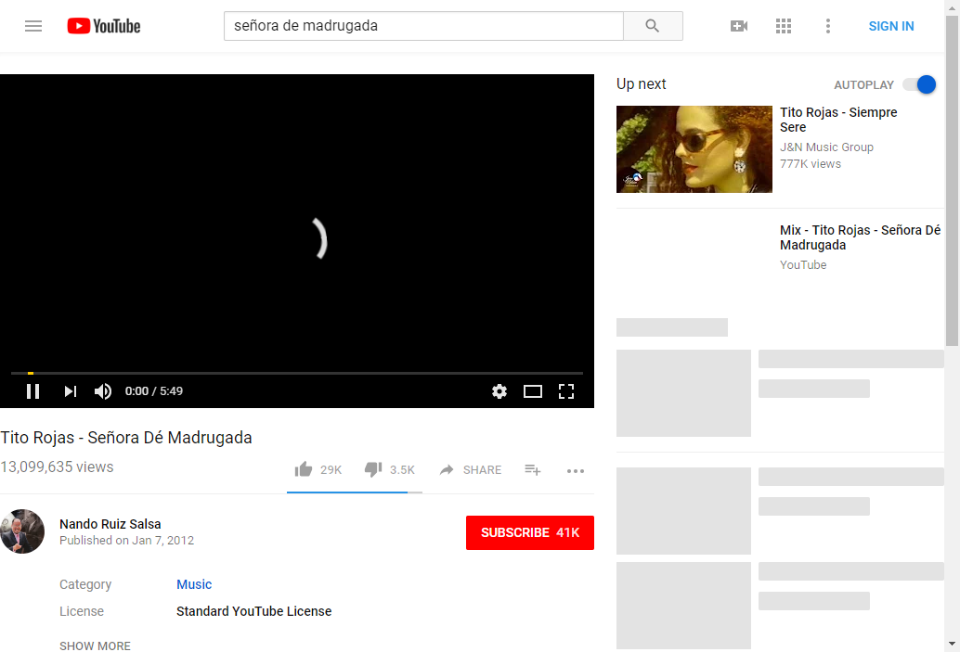 YouTube
señora de madrugada
SIGN IN
Up next
AUTOPLAY
Tito Rojas - Siempre
Sere
J&N Music Group
777K views
Mix - Tito Rojas - Señora Dé
Madrugada
YouTube
0:00 / 5:49
Tito Rojas - Señora Dé Madrugada
13,099,635 views
29K
3.5K
SHARE
Nando Ruiz Salsa
Published on Jan 7, 2012
SUBSCRIBE 41K
Category
Music
License
Standard YouTube License
SHOW MORE